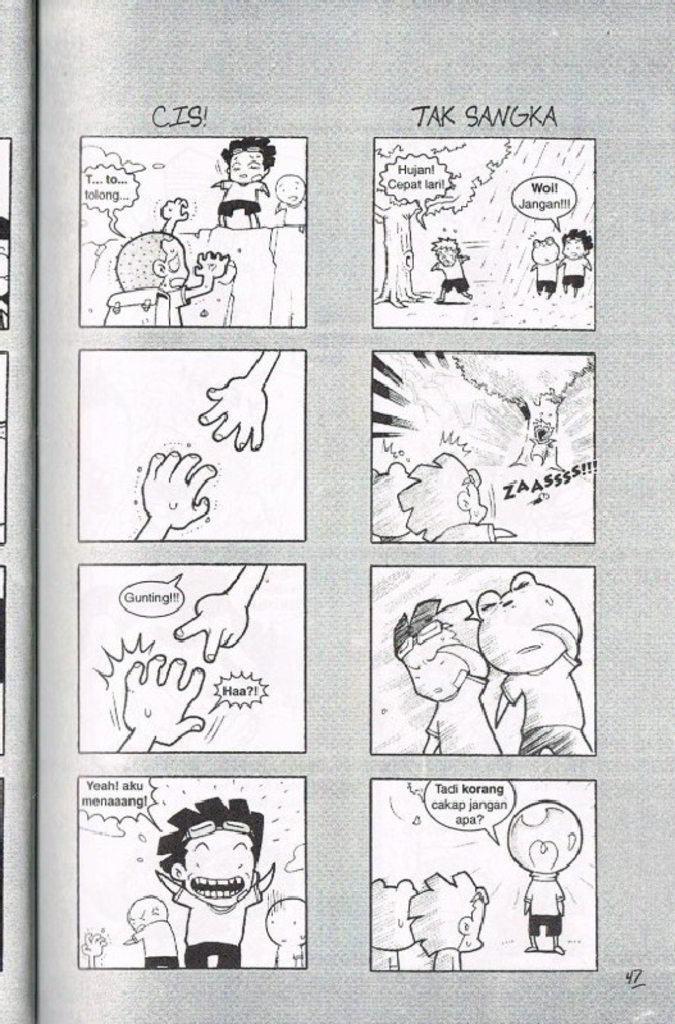 CIS!
T... to...
tolong...
Gunting!!!
Haa?!
Yeah! aku
menaaang!
TAK SANGKA
Hujan!
Cepat lari!
Woi!
Jangan!!!
ZAASSSS!!!
Tadi korang
cakap jangan
apa?
47